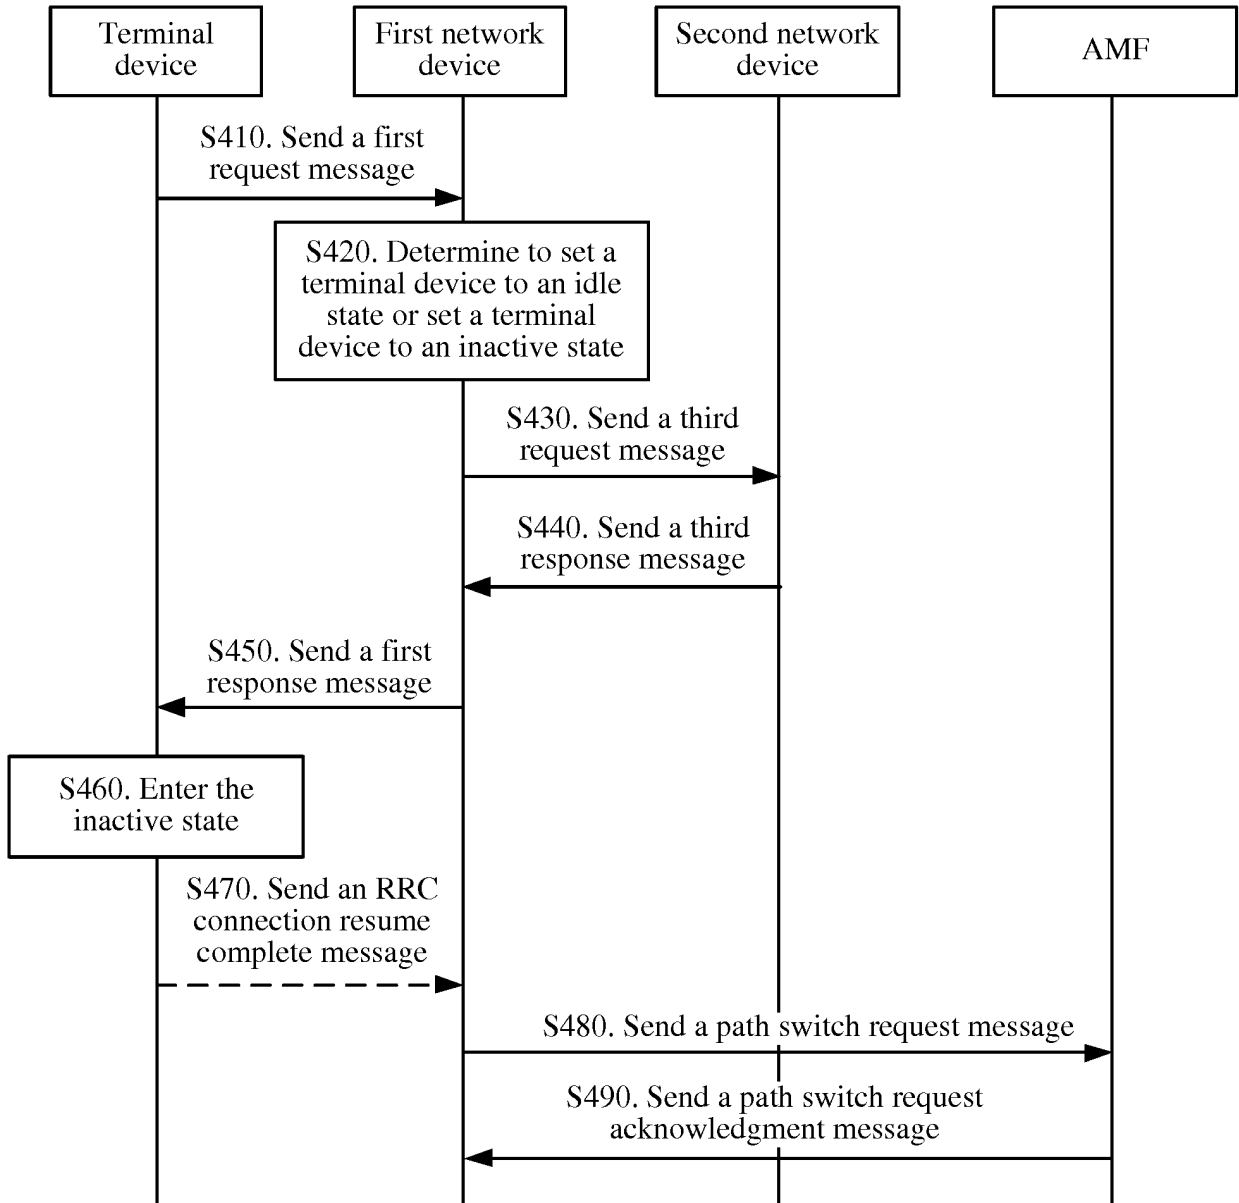 Terminal
device
First network
device
Second network
device
AMF
S410. Send a first
request message
S420. Determine to set a
terminal device to an idle
state or set a terminal
device to an inactive state
S430. Send a third
request message
S440. Send a third
response message
S450. Send a first
response message
S460. Enter the
inactive state
S470. Send an RRC
connection resume
complete message
S480. Send a path switch request message
S490. Send a path switch request
acknowledgment message